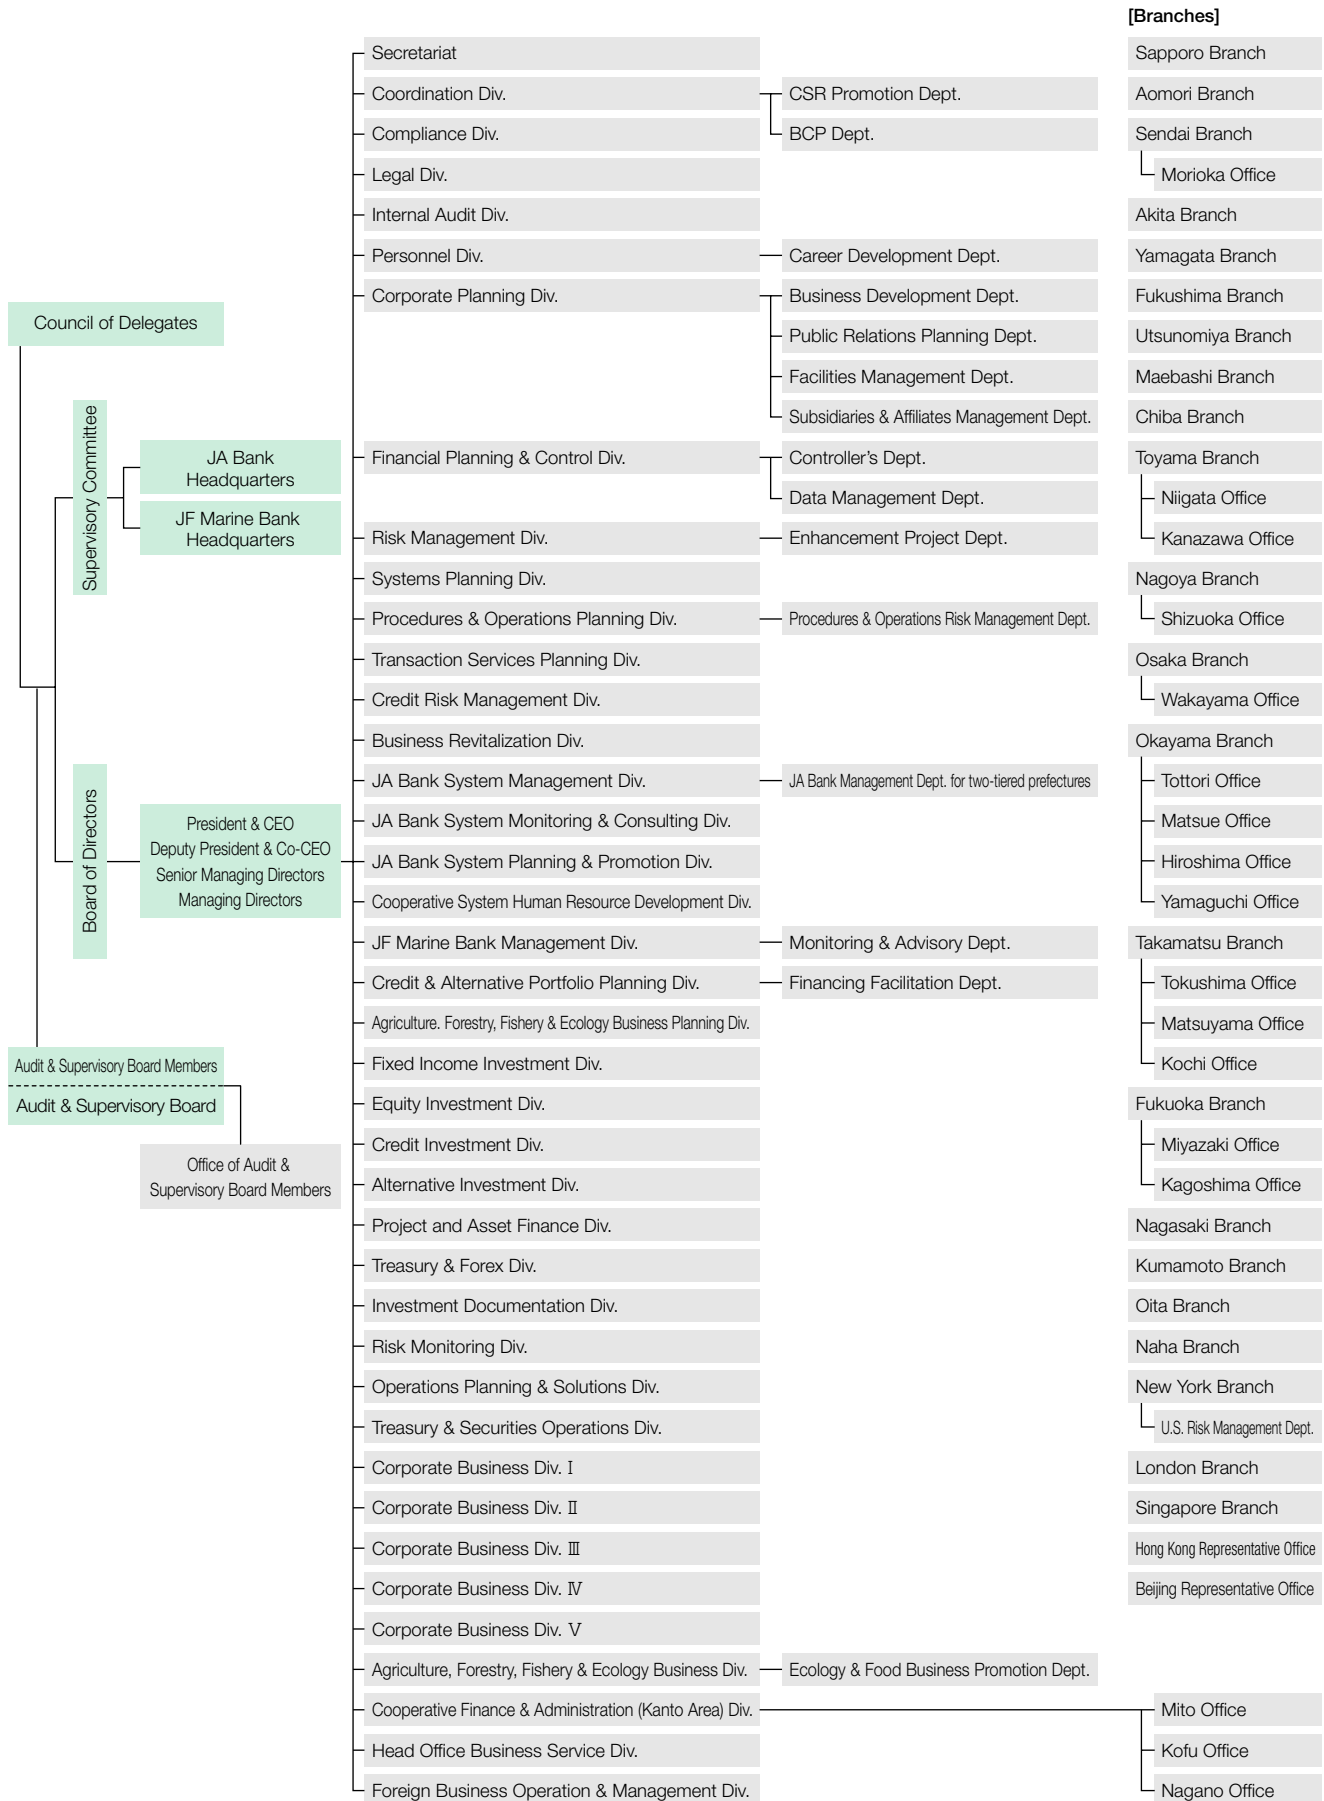 [Branches]
Council of Delegates
Supervisory Committee
JA Bank
Headquarters
JF Marine Bank
Headquarters
Board of Directors
President & CEO
Deputy President & Co-CEO
Senior Managing Directors
Managing Directors
Audit & Supervisory Board Members
Audit & Supervisory Board
Office of Audit &
Supervisory Board Members
Secretariat
Coordination Div.
Compliance Div.
Legal Div.
Internal Audit Div.
Personnel Div.
Corporate Planning Div.
Financial Planning & Control Div.
Risk Management Div.
Systems Planning Div.
Procedures & Operations Planning Div.
Transaction Services Planning Div.
Credit Risk Management Div.
Business Revitalization Div.
JA Bank System Management Div.
JA Bank System Monitoring & Consulting Div.
JA Bank System Planning & Promotion Div.
Cooperative System Human Resource Development Div.
JF Marine Bank Management Div.
Credit & Alternative Portfolio Planning Div.
Agriculture. Forestry, Fishery & Ecology Business Planning Div.
Fixed Income Investment Div.
Equity Investment Div.
Credit Investment Div.
Alternative Investment Div.
Project and Asset Finance Div.
Treasury & Forex Div.
Investment Documentation Div.
Risk Monitoring Div.
Operations Planning & Solutions Div.
Treasury & Securities Operations Div.
Corporate Business Div. Ⅰ
Corporate Business Div. Ⅱ
Corporate Business Div. Ⅲ
Corporate Business Div. Ⅳ
Corporate Business Div. Ⅴ
Agriculture, Forestry, Fishery & Ecology Business Div.
Cooperative Finance & Administration (Kanto Area) Div.
Head Office Business Service Div.
Foreign Business Operation & Management Div.
CSR Promotion Dept.
BCP Dept.
Career Development Dept.
Business Development Dept.
Public Relations Planning Dept.
Facilities Management Dept.
Subsidiaries & Affiliates Management Dept.
Controller's Dept.
Data Management Dept.
Enhancement Project Dept.
Procedures & Operations Risk Management Dept.
JA Bank Management Dept. for two-tiered prefectures
Monitoring & Advisory Dept.
Financing Facilitation Dept.
Ecology & Food Business Promotion Dept.
Sapporo Branch
Aomori Branch
Sendai Branch
Morioka Office
Akita Branch
Yamagata Branch
Fukushima Branch
Utsunomiya Branch
Maebashi Branch
Chiba Branch
Toyama Branch
Niigata Office
Kanazawa Office
Nagoya Branch
Shizuoka Office
Osaka Branch
Wakayama Office
Okayama Branch
Tottori Office
Matsue Office
Hiroshima Office
Yamaguchi Office
Takamatsu Branch
Tokushima Office
Matsuyama Office
Kochi Office
Fukuoka Branch
Miyazaki Office
Kagoshima Office
Nagasaki Branch
Kumamoto Branch
Oita Branch
Naha Branch
New York Branch
U.S. Risk Management Dept.
London Branch
Singapore Branch
Hong Kong Representative Office
Beijing Representative Office
Mito Office
Kofu Office
Nagano Office